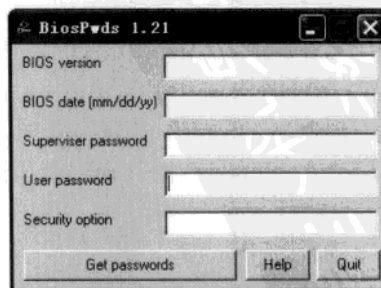 BiosPwds 1.21
BIOS version
BIOS date (mm/dd/yy)
Superviser password
User password
Security option
Get passwords Help Quit